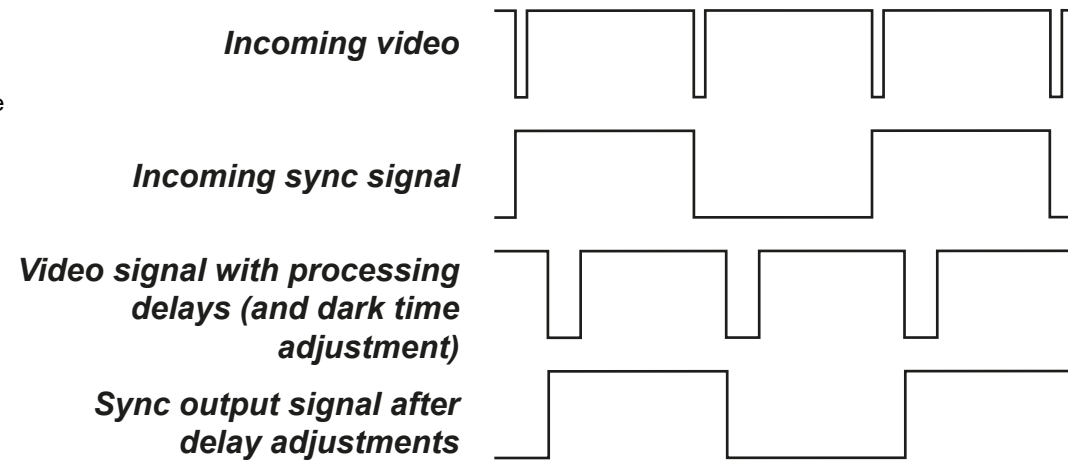 Incoming video
e
Incoming sync signal
Video signal with processing
delays (and dark time
adjustment)
Sync output signal after
delay adjustments